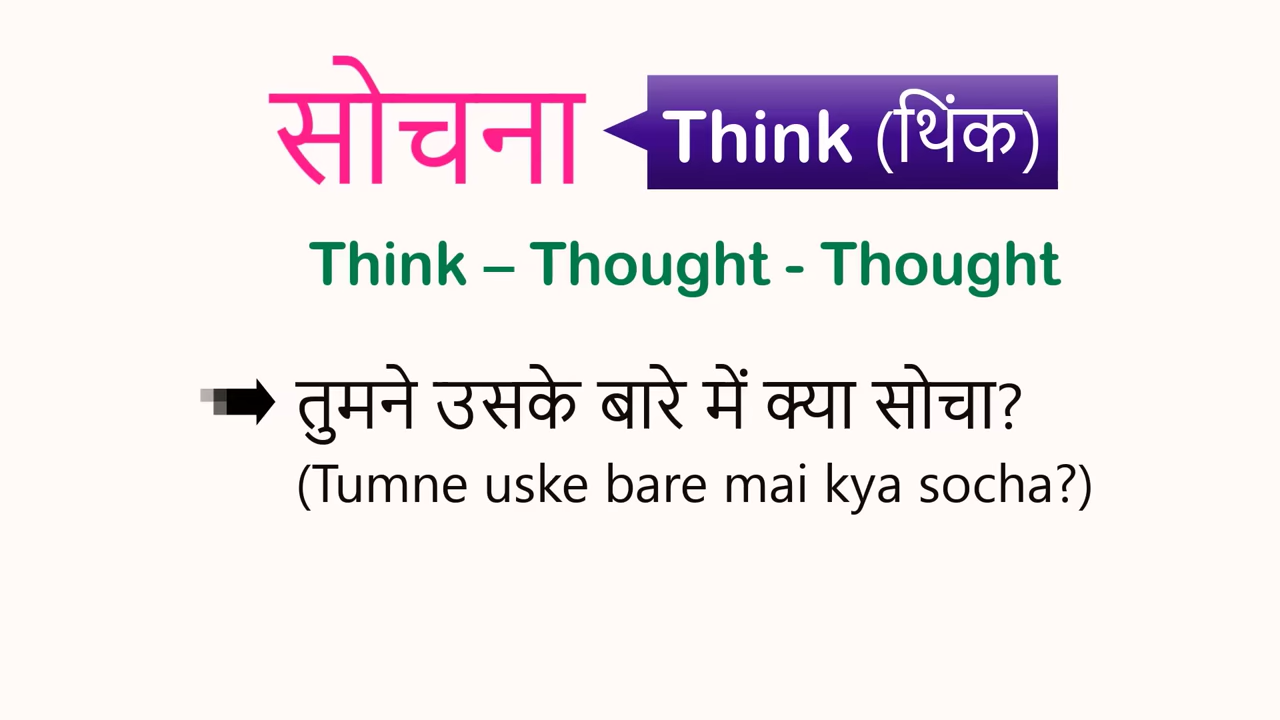 सोचना Think (थिंक)
Think – Thought - Thought
तुमने उसके बारे में क्या सोचा?
(Tumne uske bare mai kya socha?)